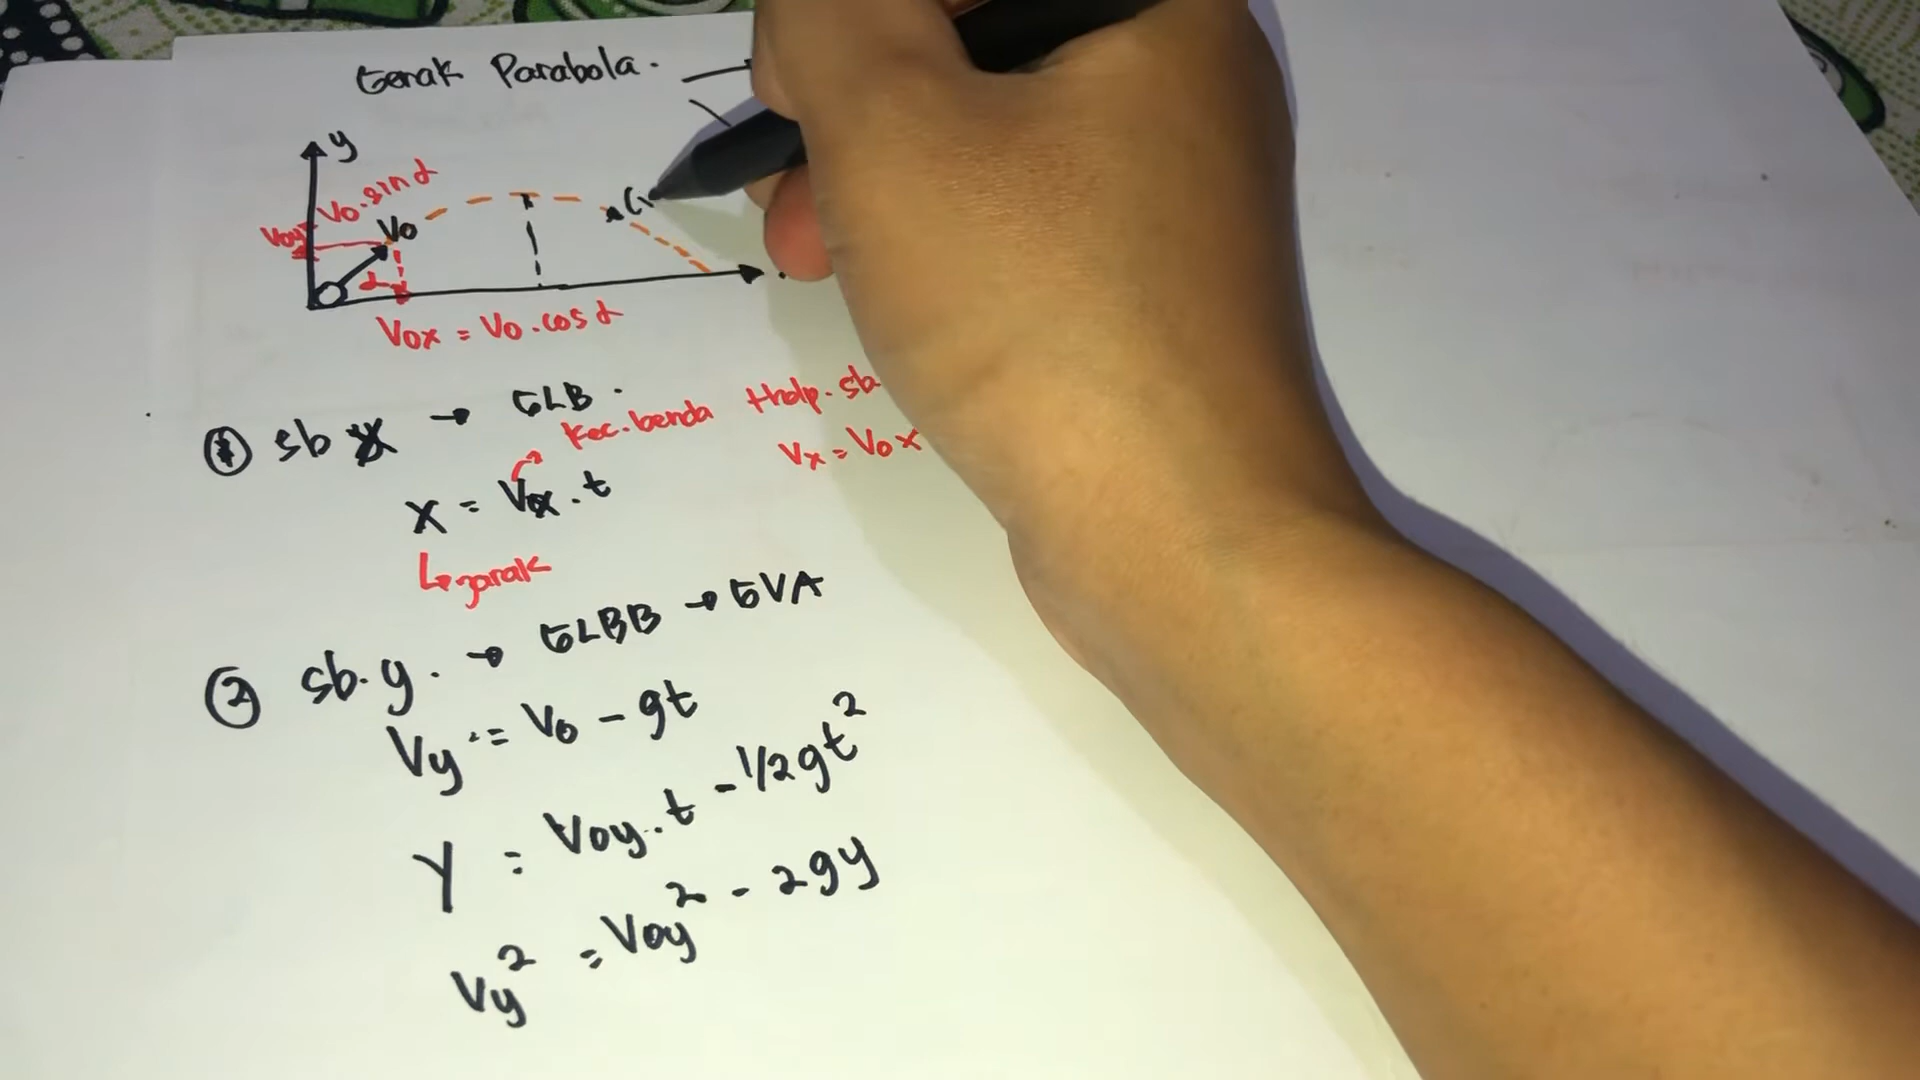 Gerak Parabola.
y
Vo.sin α
Voy
Vo
(
α
Vox = Vo.cos α
① sb x → GLB.
Kec.benda thdp.sb
Vx = Vox
x = Vox.t
↳ jarak
② sb.y. → GLBB → GVA
Vy = Vo - gt
Y = Voy.t - 1/2gt²
Vy² = Voy² - 2gy